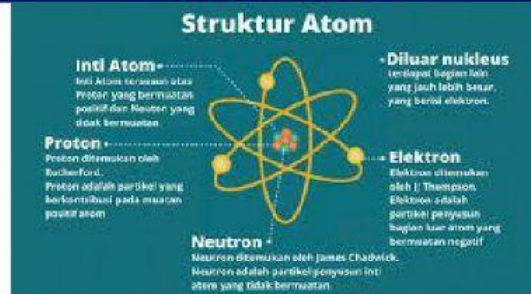 Struktur Atom
Inti Atom
Inti Atom tersusun atas
Proton yang bermuatan
positif dan Neuton yang
tidak bermuatan
Diluar nukleus
terdapat bagian lain
yang jauh lebih besar,
yang berisi elektron.
Proton
Proton ditemukan oleh
Rutherford.
Proton adalah partikel yang
berkontribusi pada muatan
positif atom
Elektron
Elektron ditemukan
oleh JJ Thompson.
Elektron adalah
partikel penyusun
bagian luar atom yang
bermuatan negatif
Neutron
Neutron ditemukan oleh James Chadwick.
Neutron adalah partikel penyusun inti
atom yang tidak bermuatan.